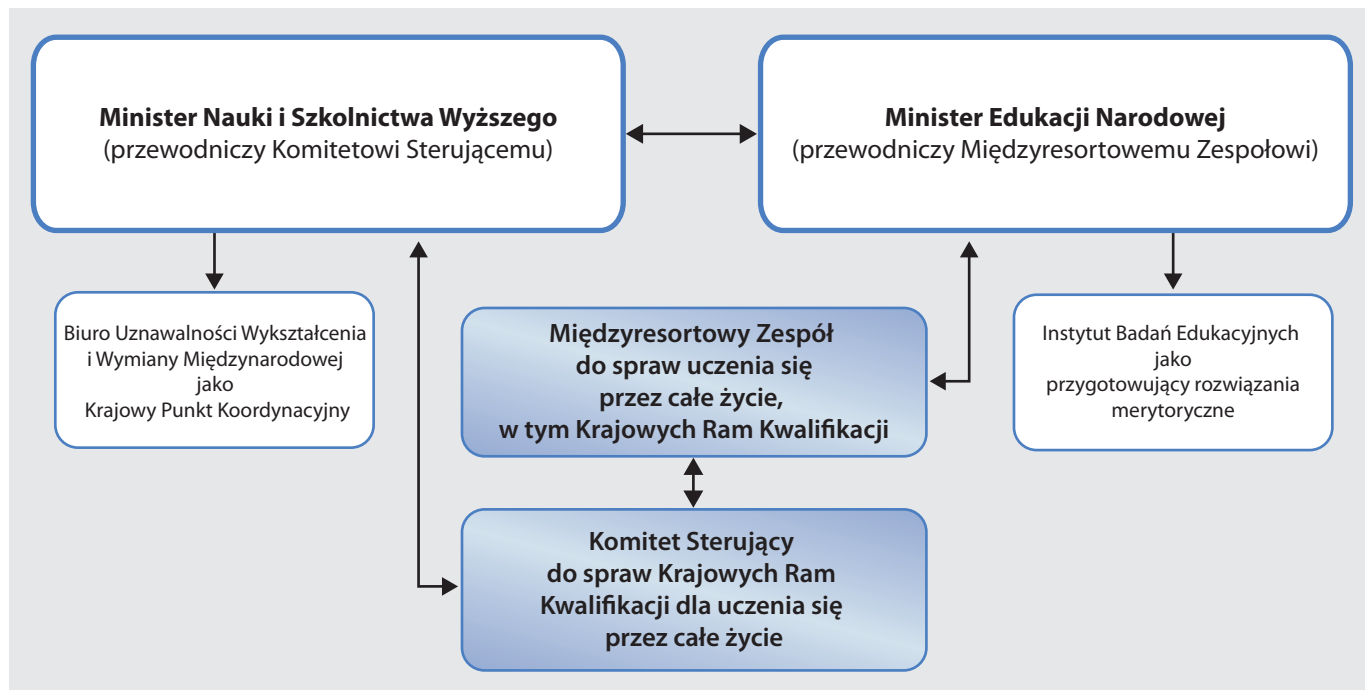 Minister Nauki i Szkolnictwa Wyższego
(przewodniczy Komitetowi Sterującemu)
Minister Edukacji Narodowej
(przewodniczy Międzyresortowemu Zespołowi)
Biuro Uznawalności Wykształcenia
i Wymiany Międzynarodowej
jako
Krajowy Punkt Koordynacyjny
Międzyresortowy Zespół
do spraw uczenia się
przez całe życie,
w tym Krajowych Ram Kwalifikacji
Instytut Badań Edukacyjnych
jako
przygotowujący rozwiązania
merytoryczne
Komitet Sterujący
do spraw Krajowych Ram
Kwalifikacji dla uczenia się
przez całe życie